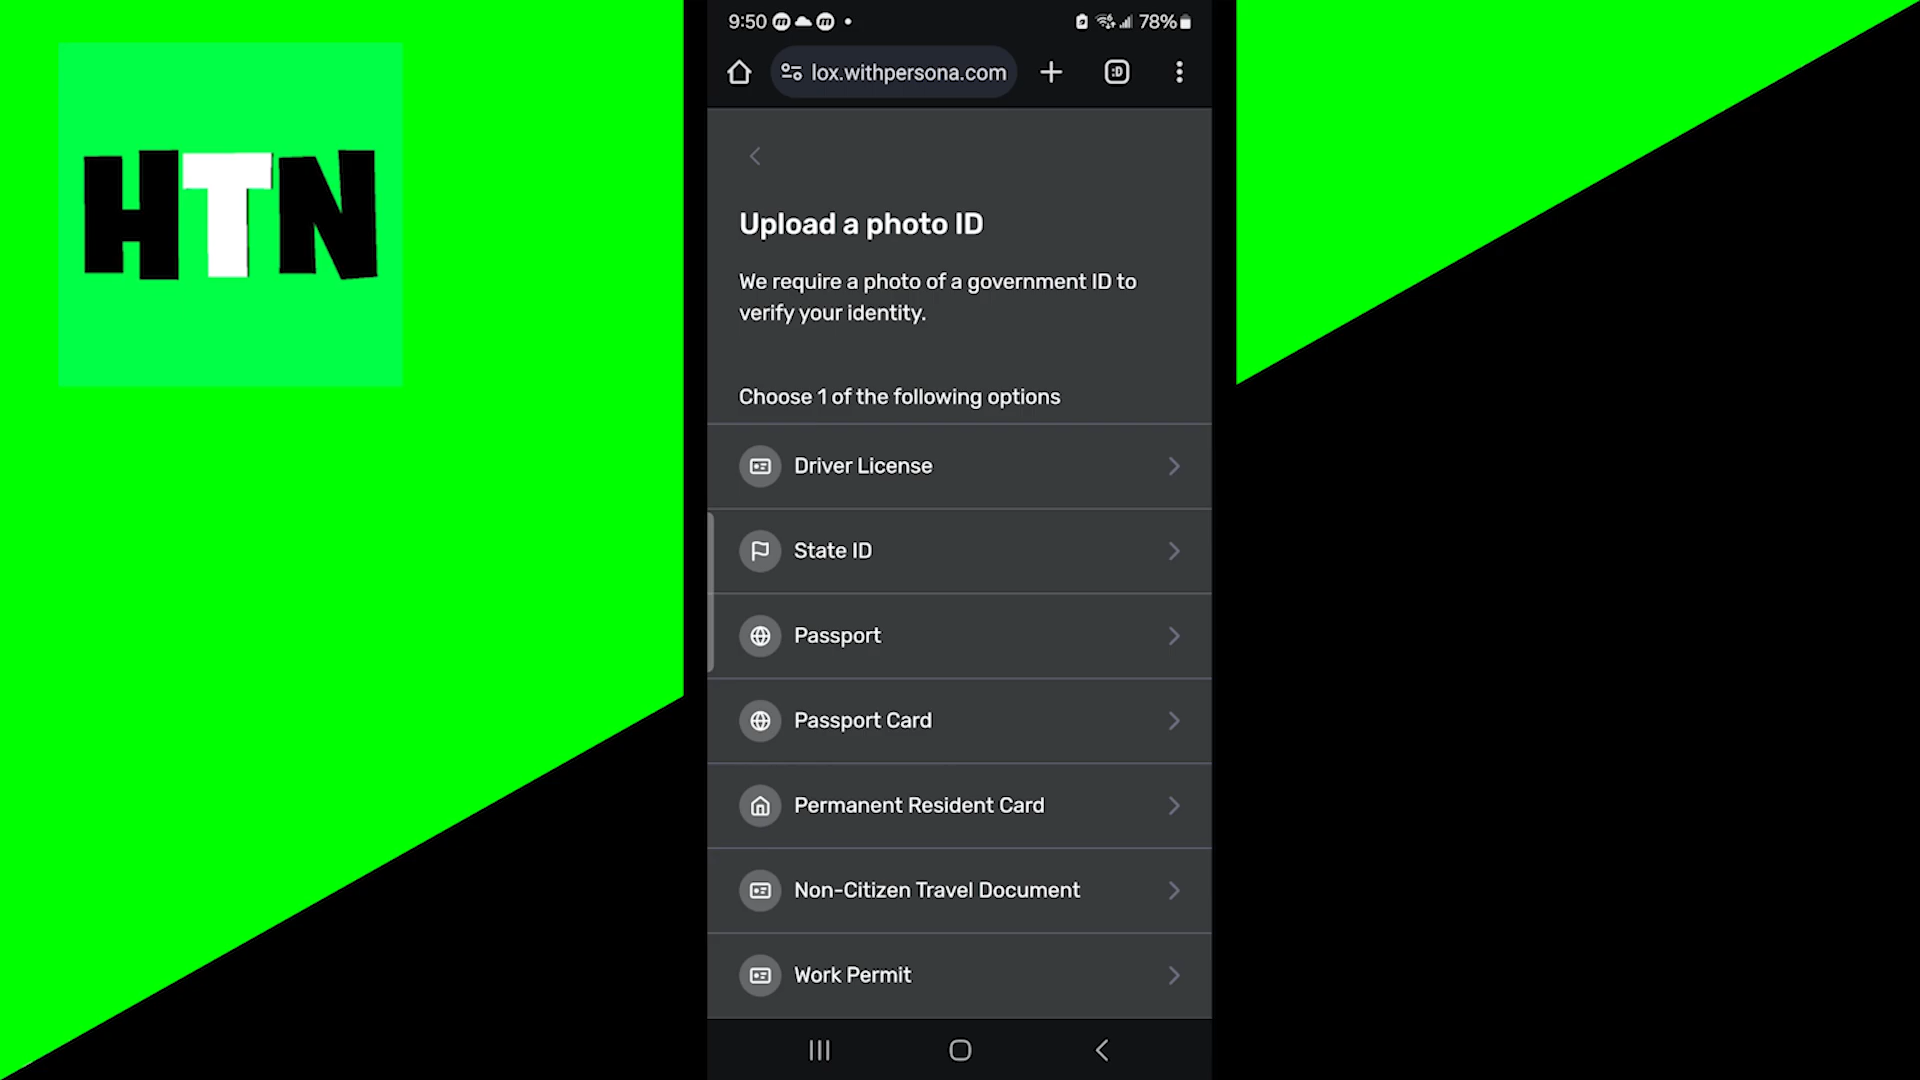 HTN
9:50
78%
lox.withpersona.com
:D
Upload a photo ID
We require a photo of a government ID to
verify your identity.
Choose 1 of the following options
Driver License
State ID
Passport
Passport Card
Permanent Resident Card
Non-Citizen Travel Document
Work Permit